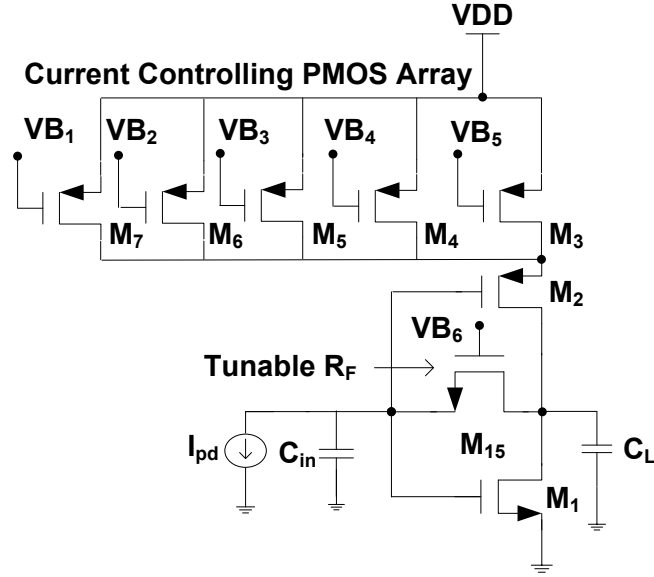 VDD
Current Controlling PMOS Array
VB1 VB2 VB3 VB4 VB5
M7 M6 M5 M4 M3
M2
VB6
Tunable RF
Ipd Cin M15 CL
M1